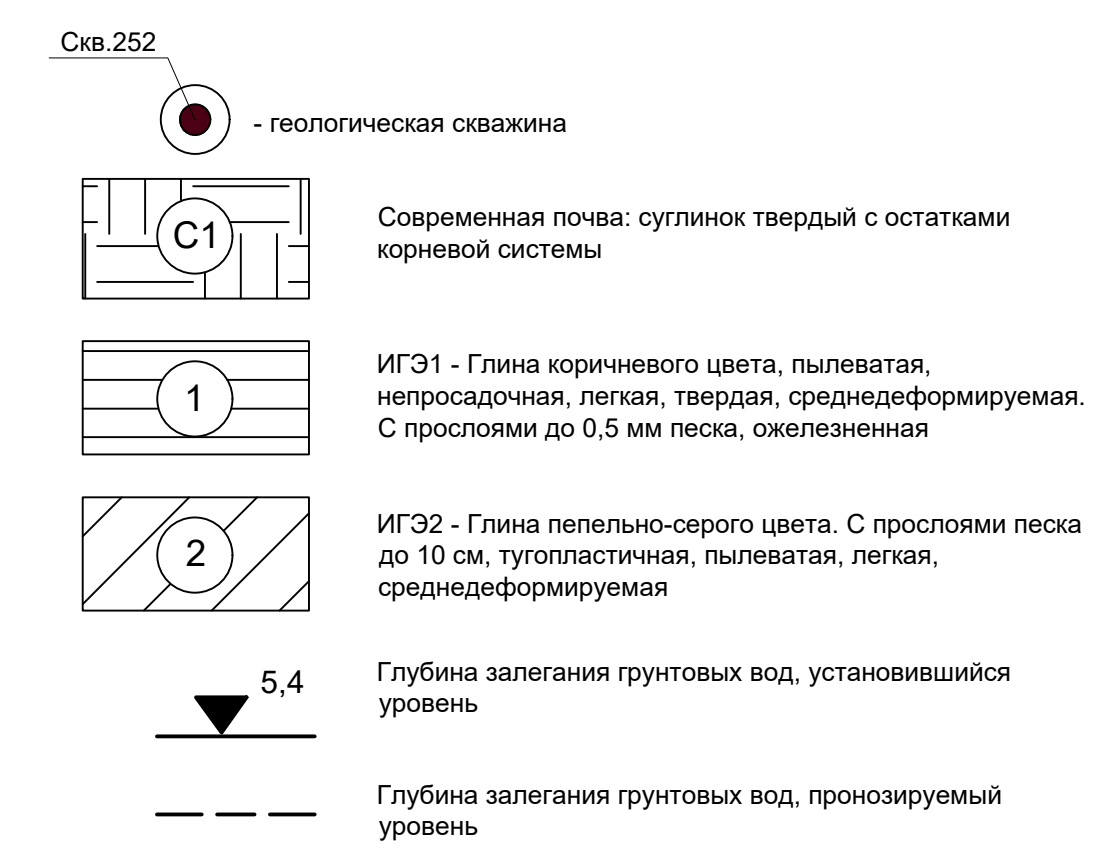 Скв.252
- геологическая скважина
С1
Современная почва: суглинок твердый с остатками
корневой системы
1
ИГЭ1 - Глина коричневого цвета, пылеватая,
непросадочная, легкая, твердая, среднедеформируемая.
С прослоями до 0,5 мм песка, ожелезненная
2
ИГЭ2 - Глина пепельно-серого цвета. С прослоями песка
до 10 см, тугопластичная, пылеватая, легкая,
среднедеформируемая
5,4
Глубина залегания грунтовых вод, установившийся
уровень
Глубина залегания грунтовых вод, пронозируемый
уровень